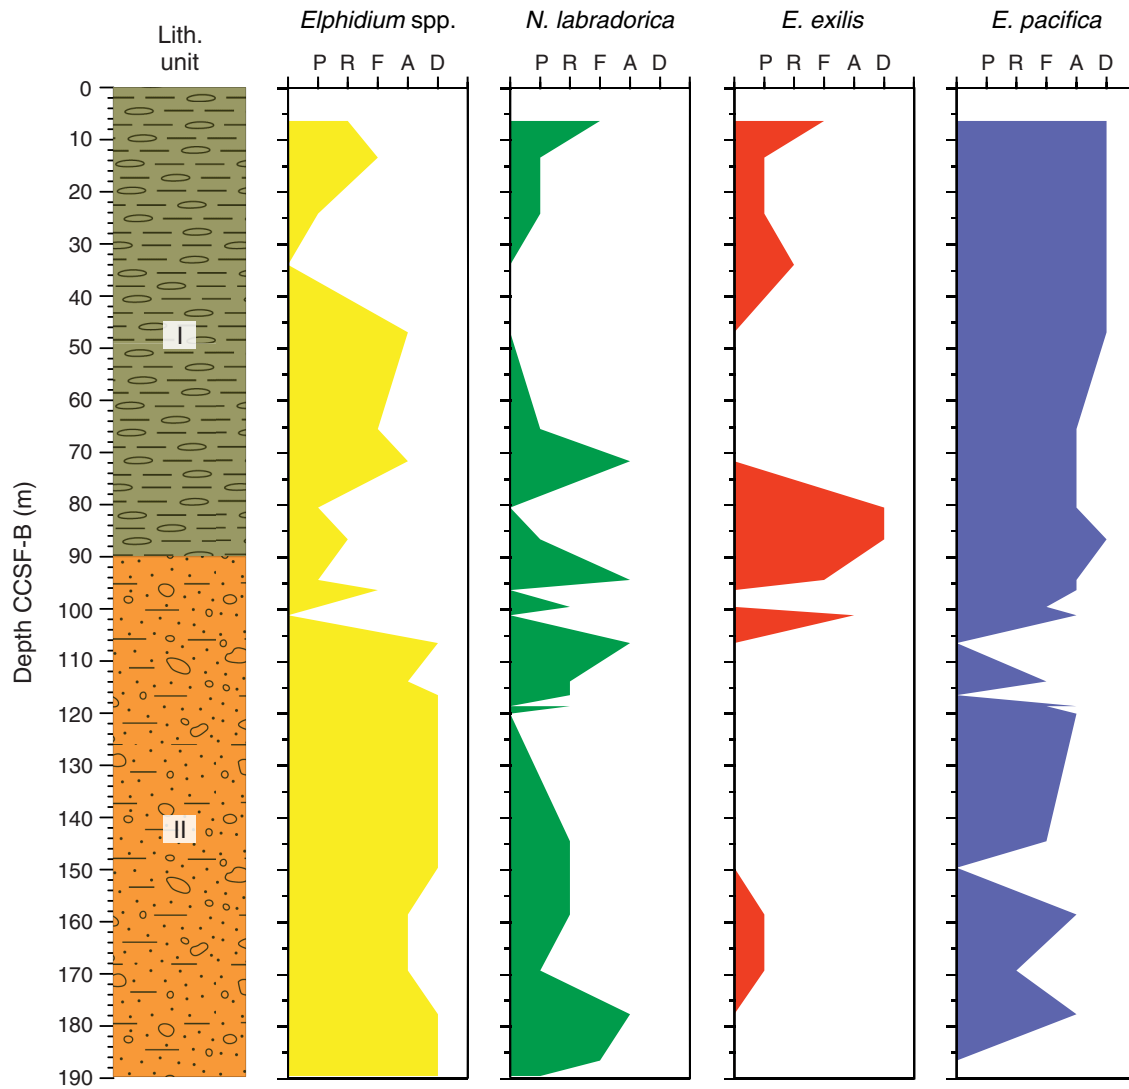 Elphidium spp.
N. labradorica
E. exilis
E. pacifica
Lith.
unit
P R F A D
P R F A D
P R F A D
P R F A D
Depth CCSF-B (m)
0
10
20
30
40
50
60
70
80
90
100
110
120
130
140
150
160
170
180
190
I
II